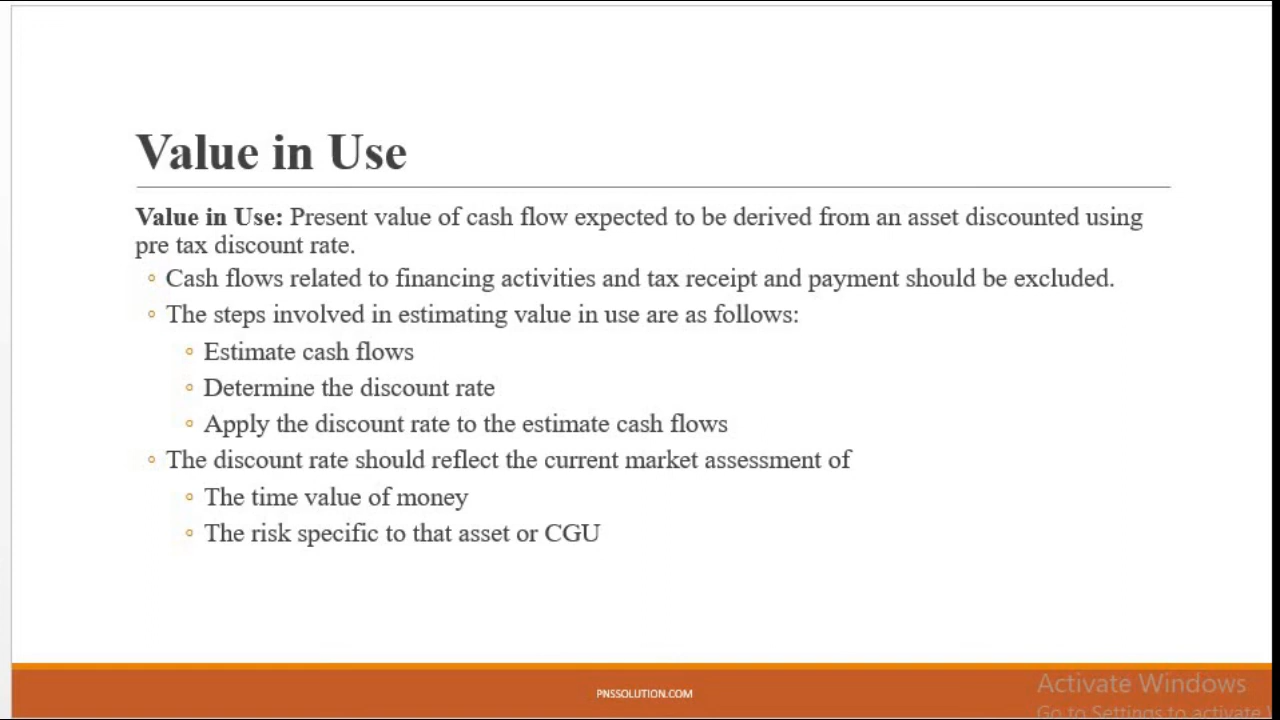 Value in Use
Value in Use: Present value of cash flow expected to be derived from an asset discounted using
pre tax discount rate.
Cash flows related to financing activities and tax receipt and payment should be excluded.
The steps involved in estimating value in use are as follows:
Estimate cash flows
Determine the discount rate
Apply the discount rate to the estimate cash flows
The discount rate should reflect the current market assessment of
The time value of money
The risk specific to that asset or CGU
PNSSOLUTION.COM
Activate Windows
Go to Settings to activate